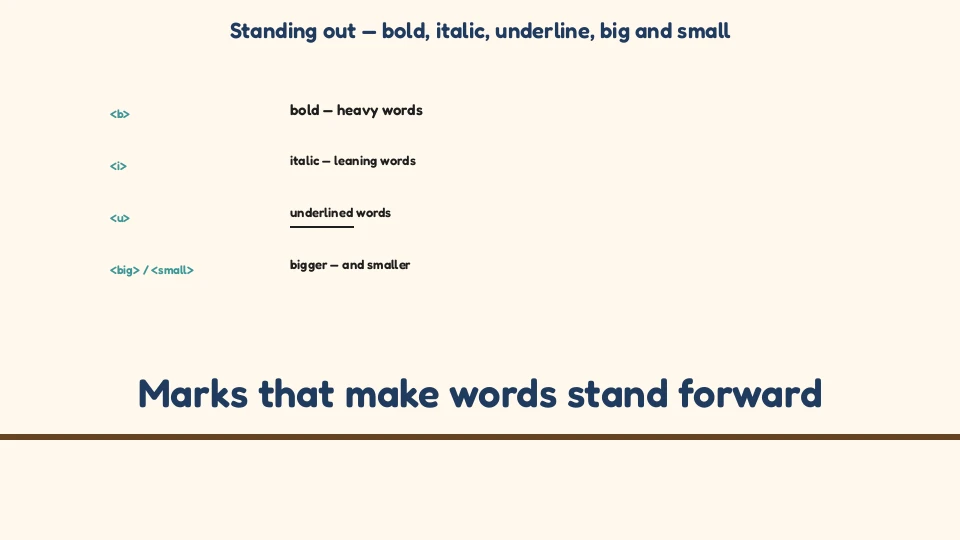 Standing out — bold, italic, underline, big and small
<b> bold — heavy words
<i> italic — leaning words
<u> underlined words
<big> / <small> bigger — and smaller
Marks that make words stand forward